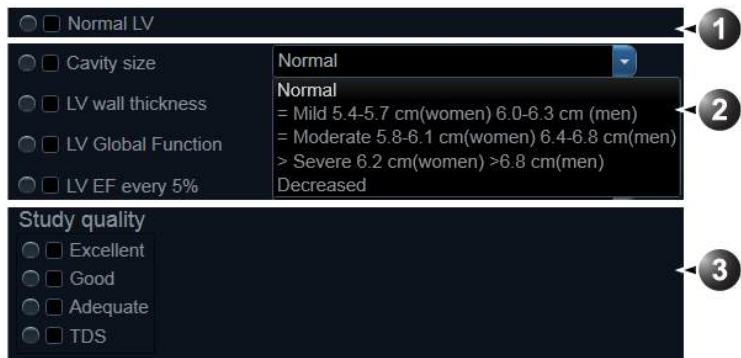 Normal LV
1
Cavity size
Normal
Normal
LV wall thickness
= Mild 5.4-5.7 cm(women) 6.0-6.3 cm (men)
2
= Moderate 5.8-6.1 cm(women) 6.4-6.8 cm(men)
LV Global Function
> Severe 6.2 cm(women) >6.8 cm(men)
LV EF every 5%
Decreased
Study quality
Excellent
3
Good
Adequate
TDS